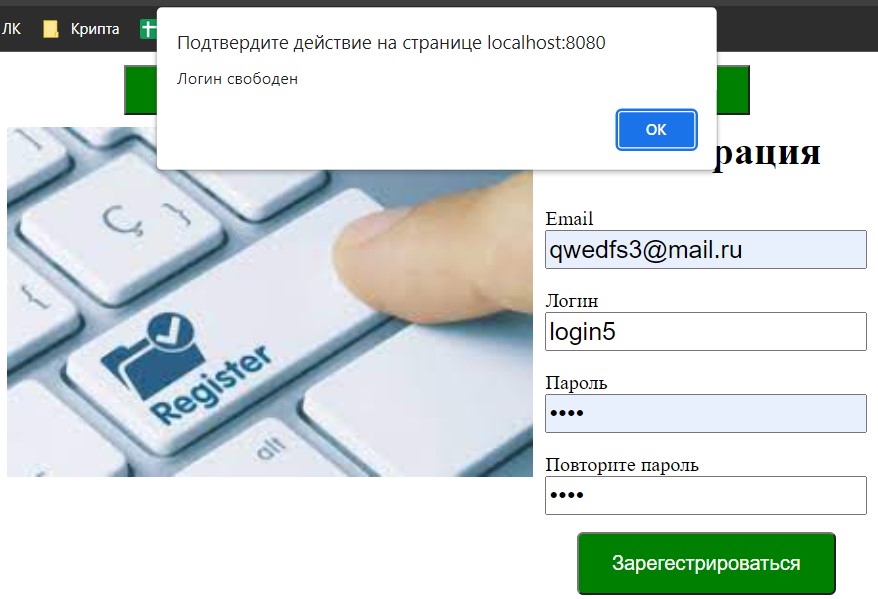 ЛК
Крипта
Подтвердите действие на странице localhost:8080
Логин свободен
ОК
рация
Email
qwedfs3@mail.ru
Логин
login5
Пароль
••••
Повторите пароль
••••
Зарегестрироваться
Register
alt
Ç